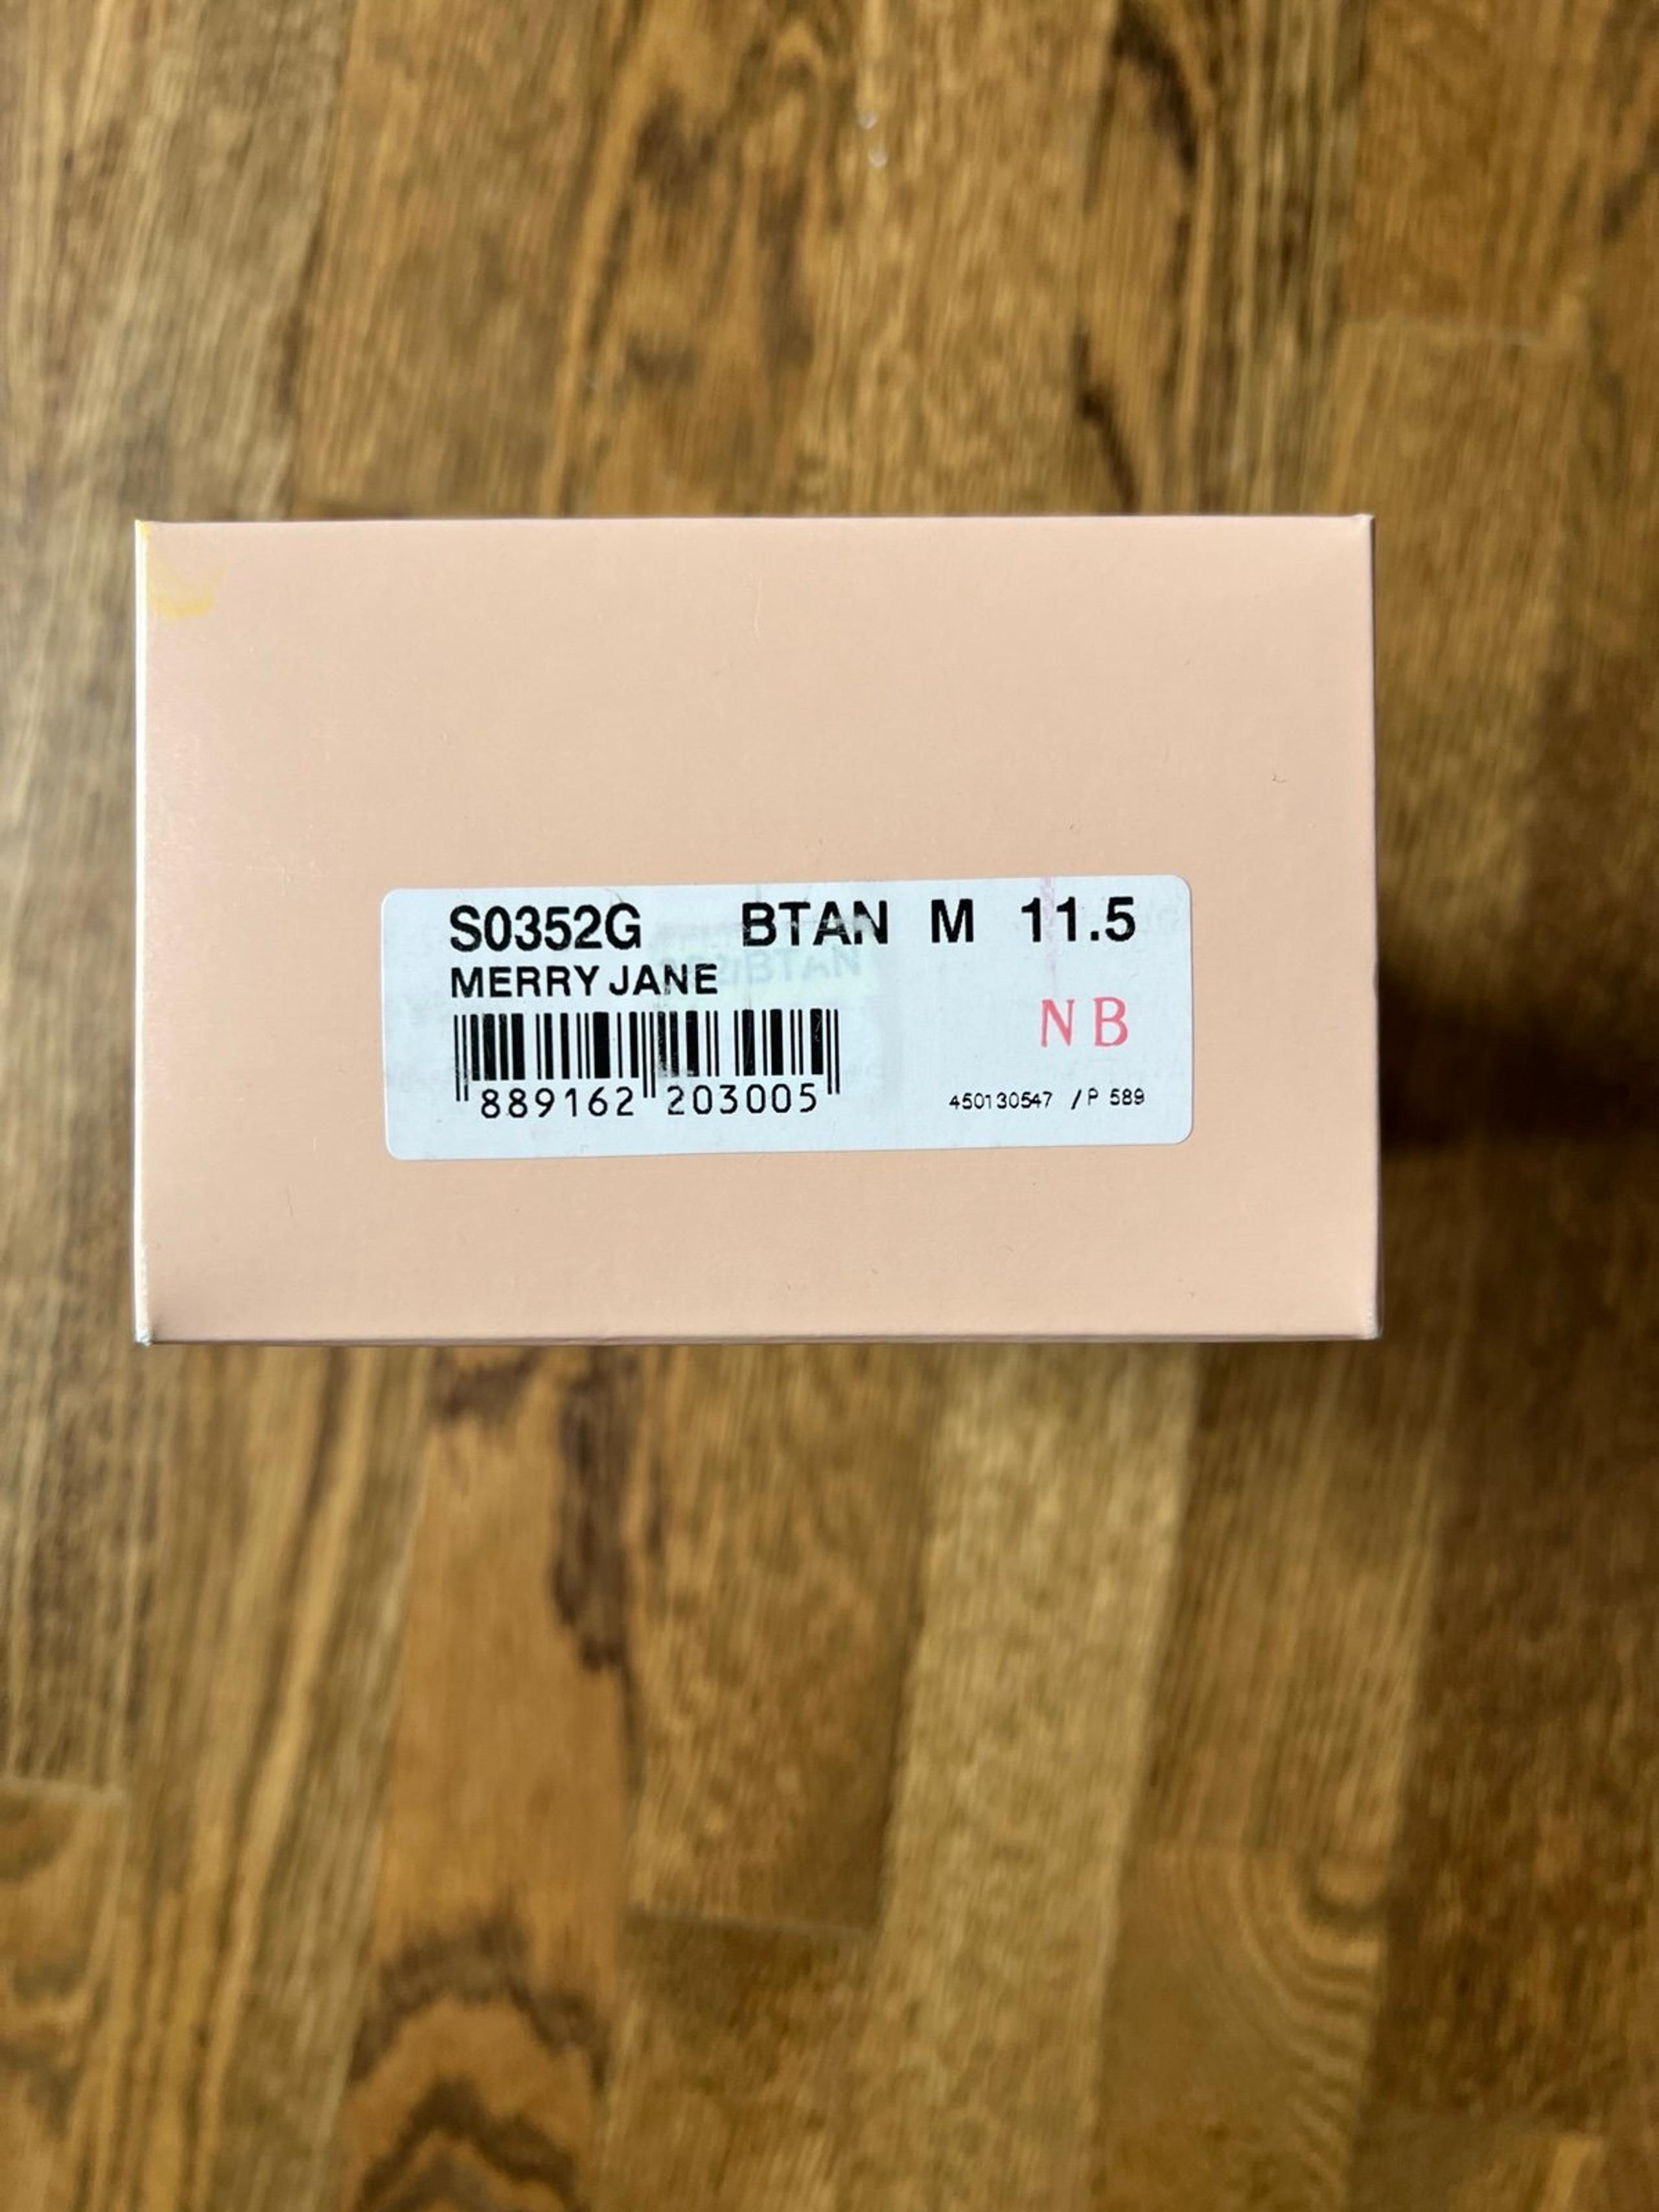 S0352G BTAN M 11.5
MERRY JANE
NB
889162 203005
450130547 / P 589